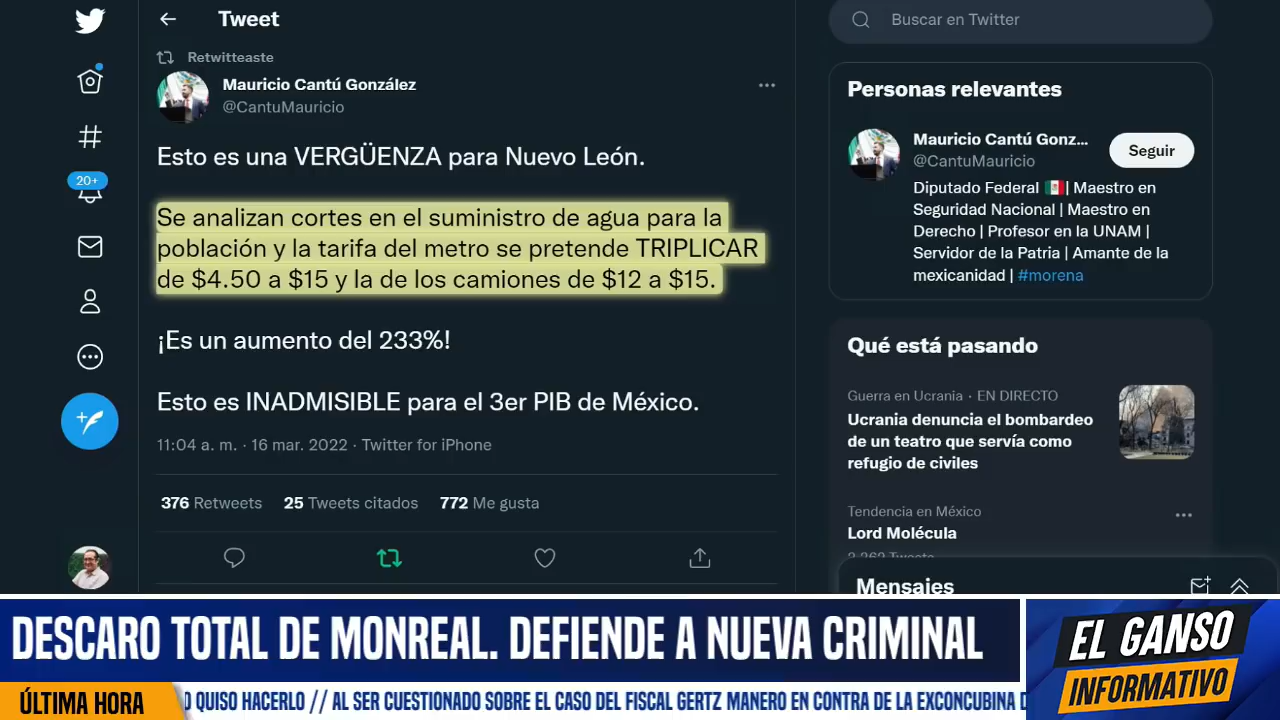 Tweet
Buscar en Twitter
Retwitteaste
Mauricio Cantú González
@CantuMauricio
Esto es una VERGÜENZA para Nuevo León.
Se analizan cortes en el suministro de agua para la
población y la tarifa del metro se pretende TRIPLICAR
de $4.50 a $15 y la de los camiones de $12 a $15.
¡Es un aumento del 233%!
Esto es INADMISIBLE para el 3er PIB de México.
11:04 a. m. · 16 mar. 2022 · Twitter for iPhone
376 Retweets 25 Tweets citados 772 Me gusta
20+
Personas relevantes
Mauricio Cantú Gonz...
@CantuMauricio
Seguir
Diputado Federal 🇲🇽| Maestro en
Seguridad Nacional | Maestro en
Derecho | Profesor en la UNAM |
Servidor de la Patria | Amante de la
mexicanidad | #morena
Qué está pasando
Guerra en Ucrania · EN DIRECTO
Ucrania denuncia el bombardeo
de un teatro que servía como
refugio de civiles
Tendencia en México
Lord Molécula
Mensajes
DESCARO TOTAL DE MONREAL. DEFIENDE A NUEVA CRIMINAL
EL GANSO
INFORMATIVO
ÚLTIMA HORA
QUISO HACERLO // AL SER CUESTIONADO SOBRE EL CASO DEL FISCAL GERTZ MANERO EN CONTRA DE LA EXCONCUBINA